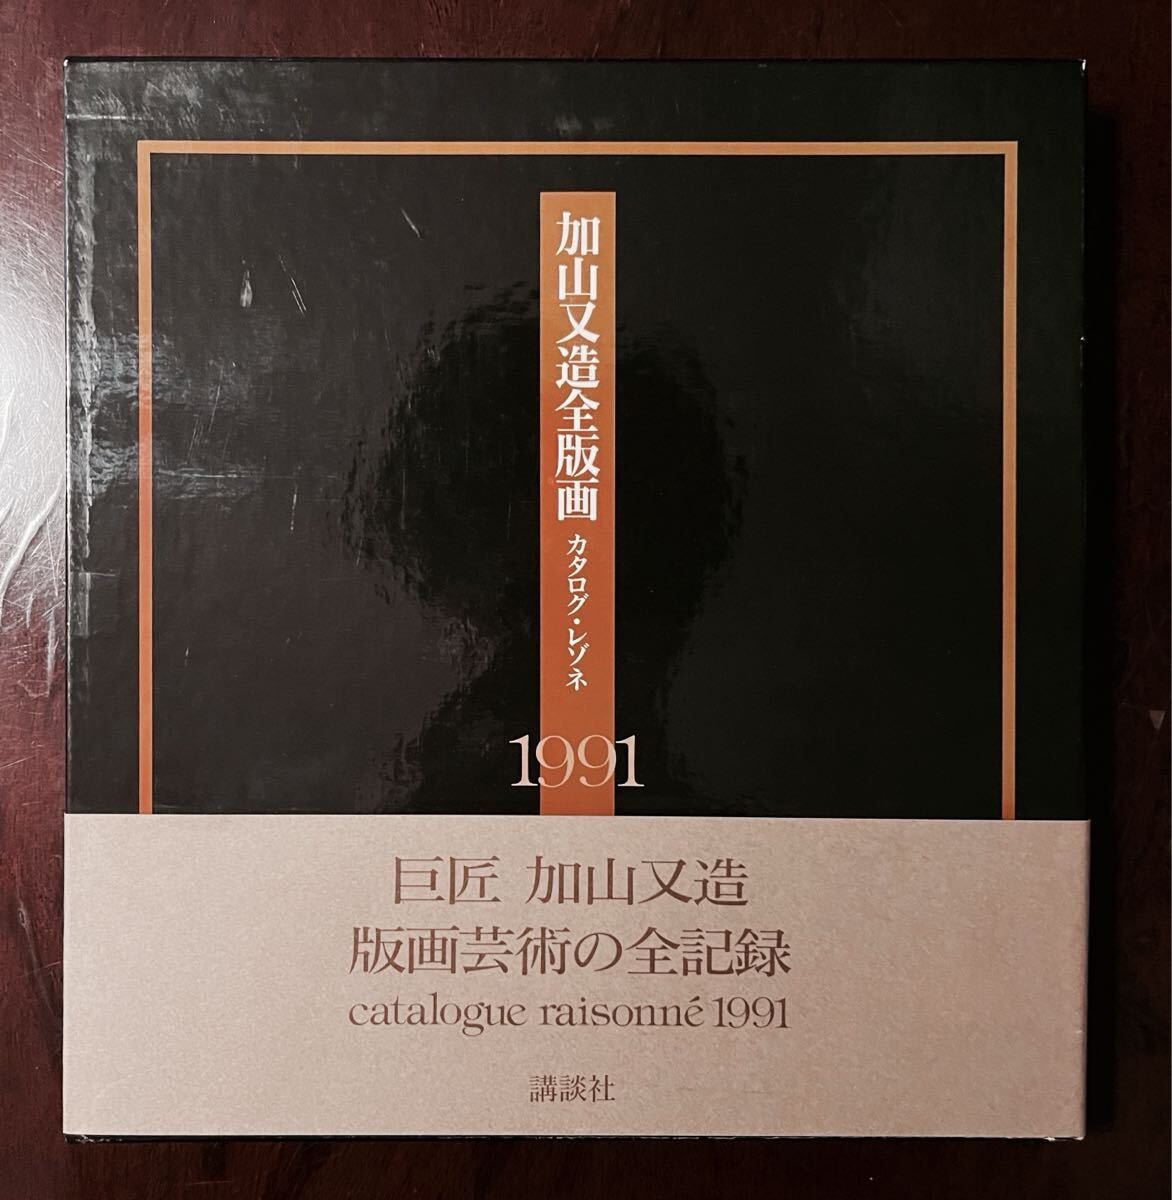 加山又造全版画 カタログ・レゾネ
1991
巨匠 加山又造
版画芸術の全記録
catalogue raisonné 1991
講談社